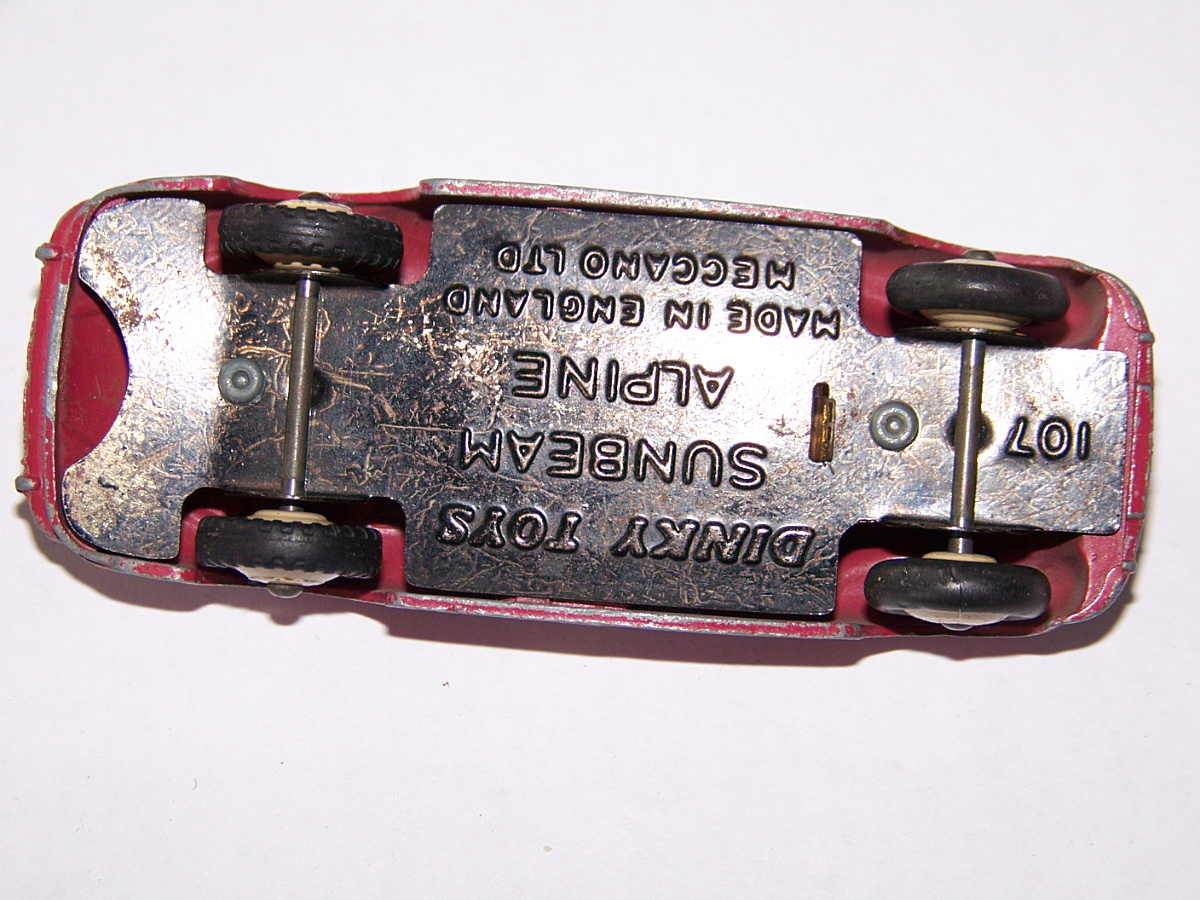 107
DINKY TOYS
SUNBEAM
ALPINE
MADE IN ENGLAND
MECCANO LTD